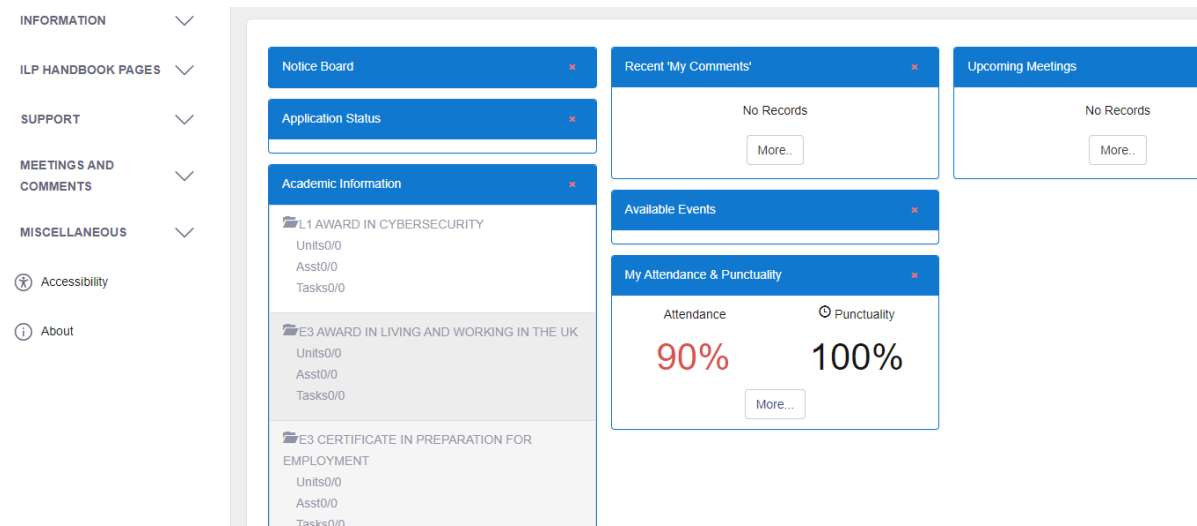 INFORMATION
ILP HANDBOOK PAGES
SUPPORT
MEETINGS AND
COMMENTS
MISCELLANEOUS
Accessibility
About
Notice Board
Application Status
Academic Information
L1 AWARD IN CYBERSECURITY
Units0/0
Asst0/0
Tasks0/0
E3 AWARD IN LIVING AND WORKING IN THE UK
Units0/0
Asst0/0
Tasks0/0
E3 CERTIFICATE IN PREPARATION FOR
EMPLOYMENT
Units0/0
Asst0/0
Tasks0/0
Recent 'My Comments'
No Records
More..
Available Events
My Attendance & Punctuality
Attendance
Punctuality
90%
100%
More...
Upcoming Meetings
No Records
More..